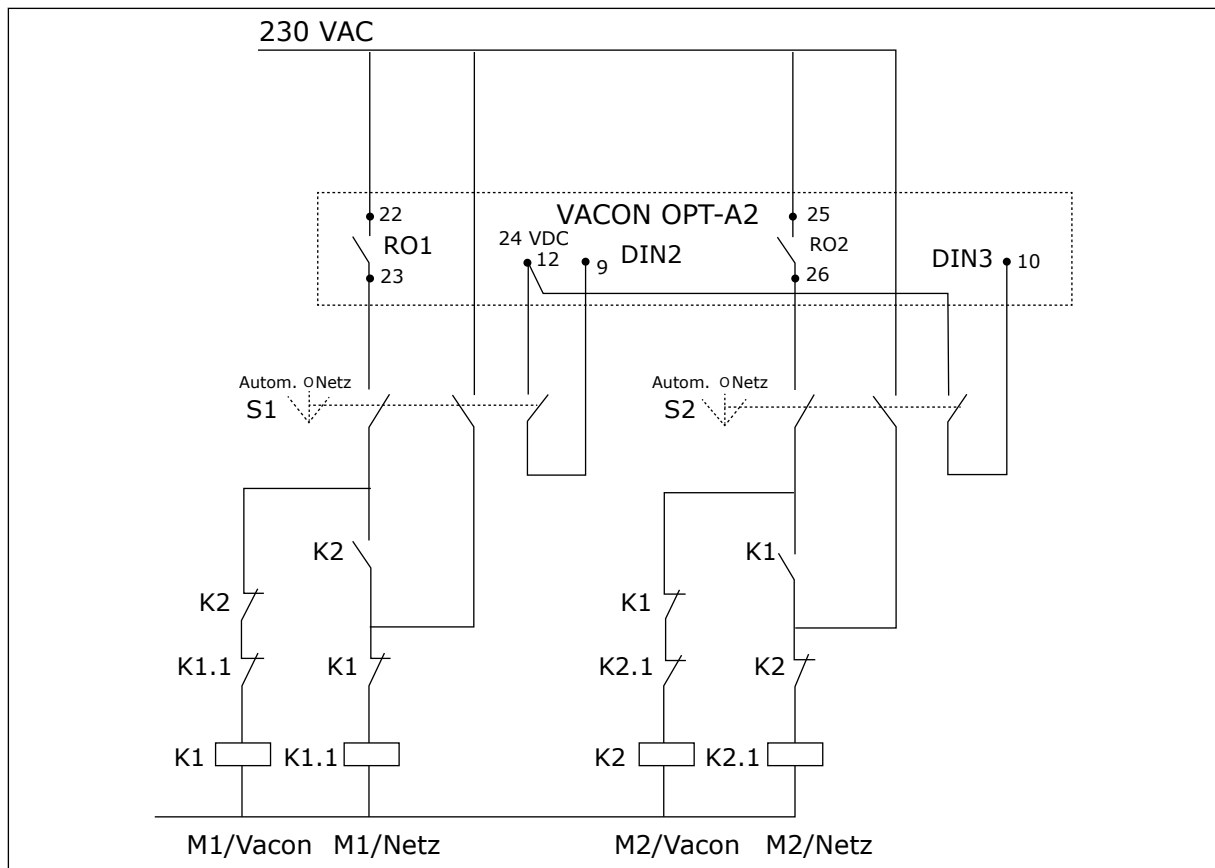 230 VAC
VACON OPT-A2
22
RO1
23
24 VDC
12
9
DIN2
25
RO2
26
DIN3
10
Autom. O Netz
S1
Autom. O Netz
S2
K2
K1
K2
K1
K1.1
K1
K2.1
K2
K1
K1.1
K2
K2.1
M1/Vacon
M1/Netz
M2/Vacon
M2/Netz